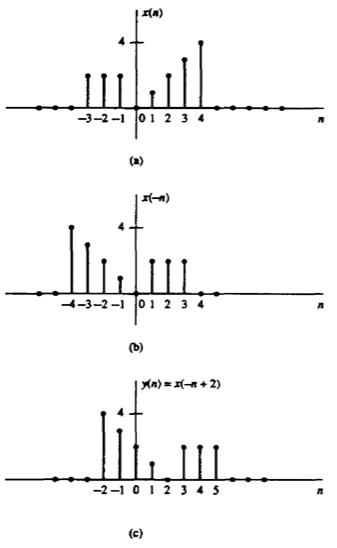 x(n)
4
–3 –2 –1 0 1 2 3 4 n
(a)
x(–n)
4
–4 –3 –2 –1 0 1 2 3 4 5 n
(b)
y(n) = x(–n + 2)
4
–2 –1 0 1 2 3 4 5 n
(c)